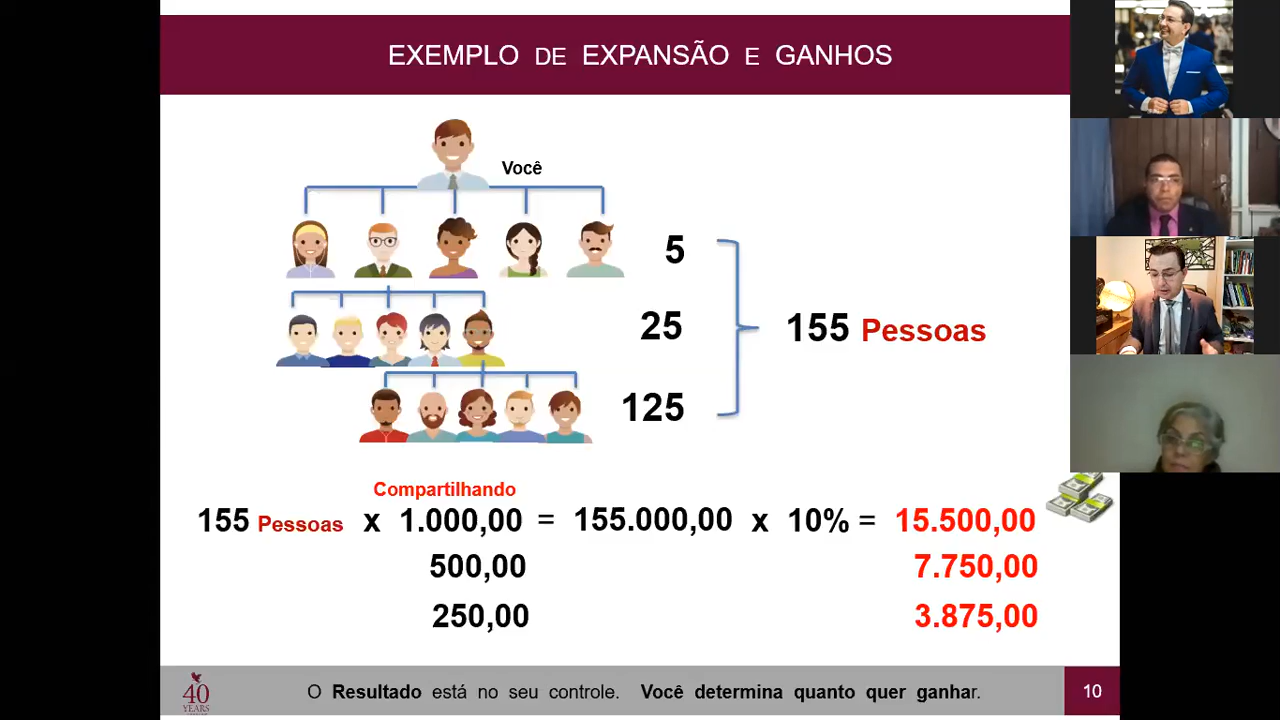 EXEMPLO DE EXPANSÃO E GANHOS
Você
5
25
155 Pessoas
125
Compartilhando
155 Pessoas x 1.000,00 = 155.000,00 x 10% = 15.500,00
500,00 7.750,00
250,00 3.875,00
40
YEARS
O Resultado está no seu controle. Você determina quanto quer ganhar.
10